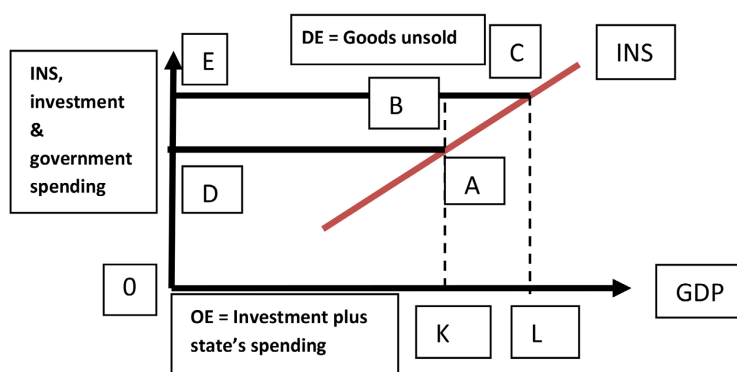 DE = Goods unsold
E
C
INS
INS,
investment
&
government
spending
B
D
A
0
OE = Investment plus
state's spending
K
L
GDP